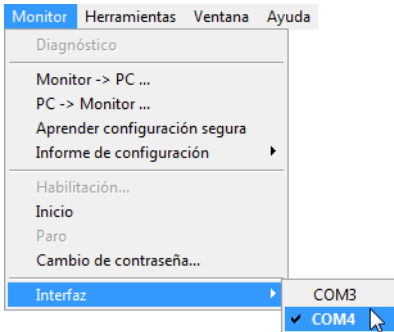 Monitor Herramientas Ventana Ayuda
Diagnóstico
Monitor -> PC ...
PC -> Monitor ...
Aprender configuración segura
Informe de configuración
Habilitación...
Inicio
Paro
Cambio de contraseña...
Interfaz COM3
COM4